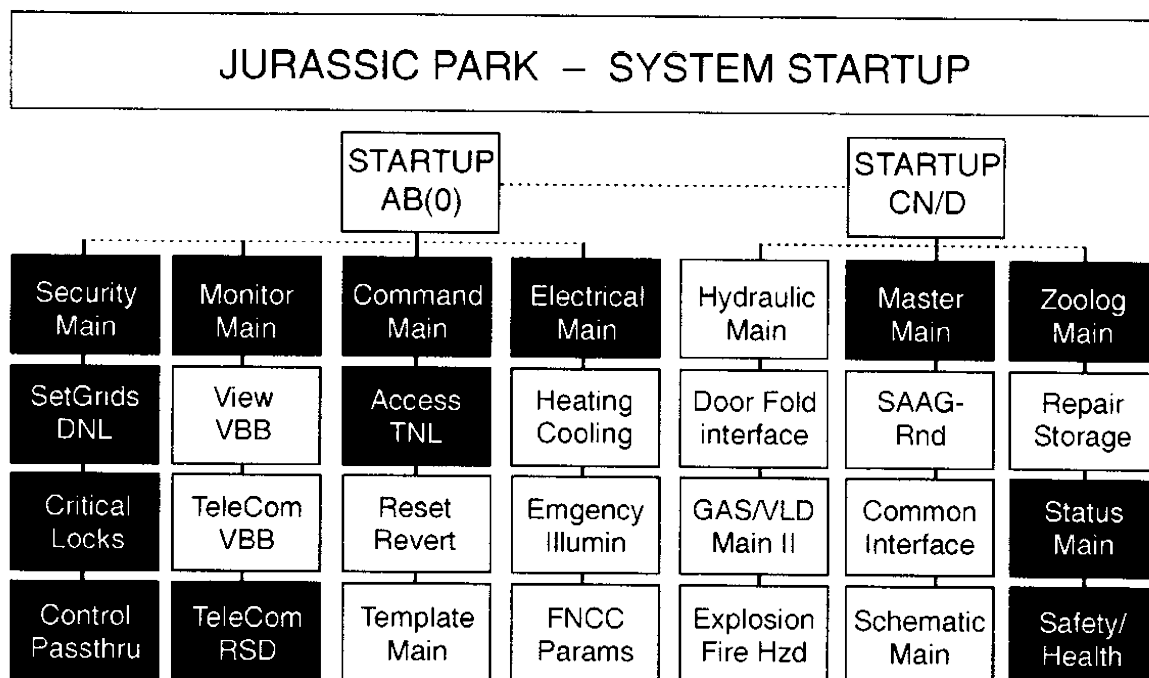 JURASSIC PARK – SYSTEM STARTUP
STARTUP
AB(0)
STARTUP
CN/D
Security
Main
Monitor
Main
Command
Main
Electrical
Main
Hydraulic
Main
Master
Main
Zoolog
Main
SetGrids
DNL
View
VBB
Access
TNL
Heating
Cooling
Door Fold
interface
SAAG-
Rnd
Repair
Storage
Critical
Locks
TeleCom
VBB
Reset
Revert
Emgency
Illumin
GAS/VLD
Main II
Common
Interface
Status
Main
Control
Passthru
TeleCom
RSD
Template
Main
FNCC
Params
Explosion
Fire Hzd
Schematic
Main
Safety/
Health